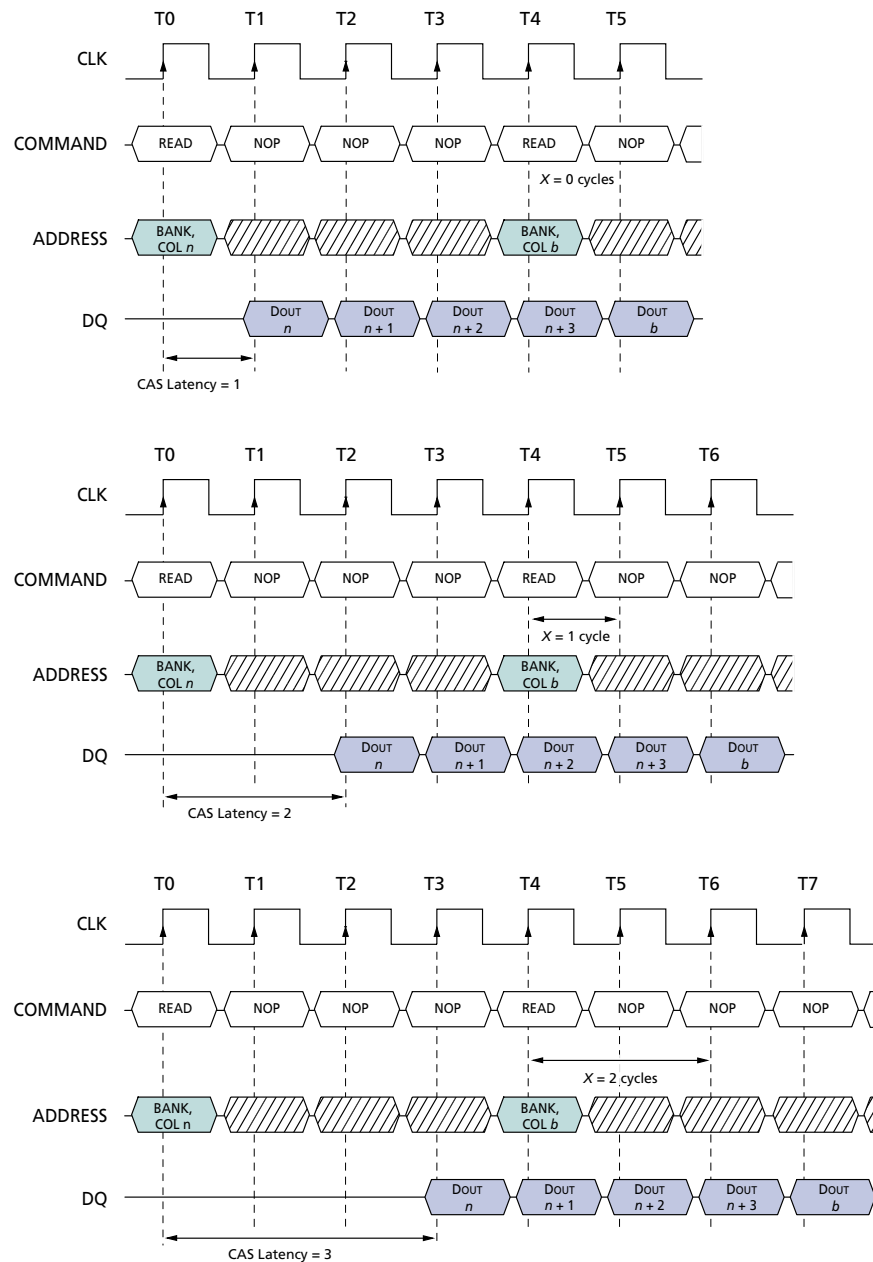 T0 T1 T2 T3 T4 T5
CLK
COMMAND READ NOP NOP NOP READ NOP
X = 0 cycles
ADDRESS BANK, COL n BANK, COL b
DQ DOUT n DOUT n + 1 DOUT n + 2 DOUT n + 3 DOUT b
CAS Latency = 1
T0 T1 T2 T3 T4 T5 T6
CLK
COMMAND READ NOP NOP NOP READ NOP NOP
X = 1 cycle
ADDRESS BANK, COL n BANK, COL b
DQ DOUT n DOUT n + 1 DOUT n + 2 DOUT n + 3 DOUT b
CAS Latency = 2
T0 T1 T2 T3 T4 T5 T6 T7
CLK
COMMAND READ NOP NOP NOP READ NOP NOP NOP
X = 2 cycles
ADDRESS BANK, COL n BANK, COL b
DQ DOUT n DOUT n + 1 DOUT n + 2 DOUT n + 3 DOUT b
CAS Latency = 3